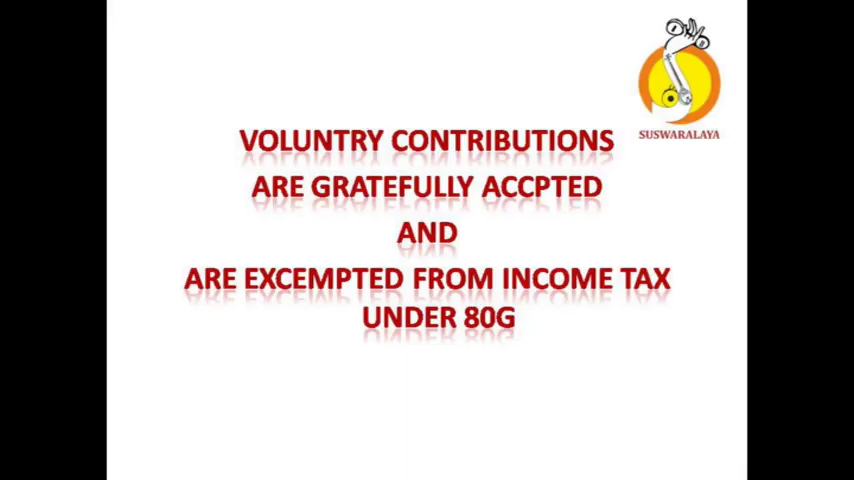 SUSWARALAYA
VOLUNTRY CONTRIBUTIONS
ARE GRATEFULLY ACCPTED
AND
ARE EXCEMPTED FROM INCOME TAX
UNDER 80G